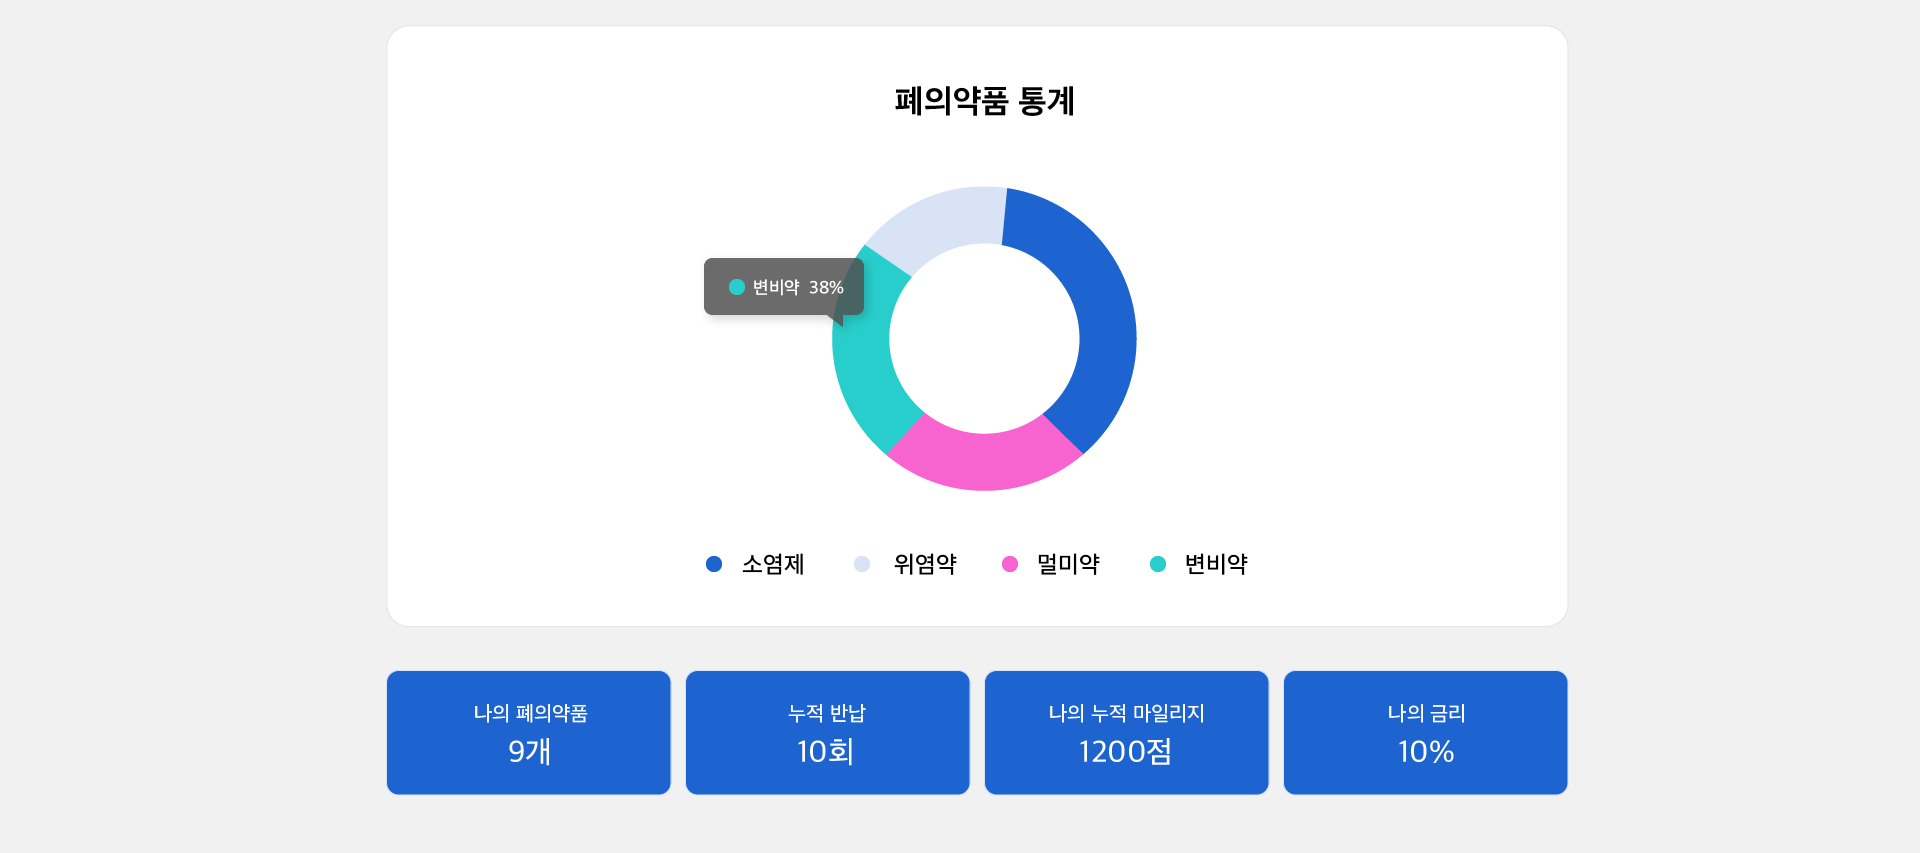 폐의약품 통계
변비약 38%
소염제
위염약
멀미약
변비약
나의 폐의약품
9개
누적 반납
10회
나의 누적 마일리지
1200점
나의 금리
10%